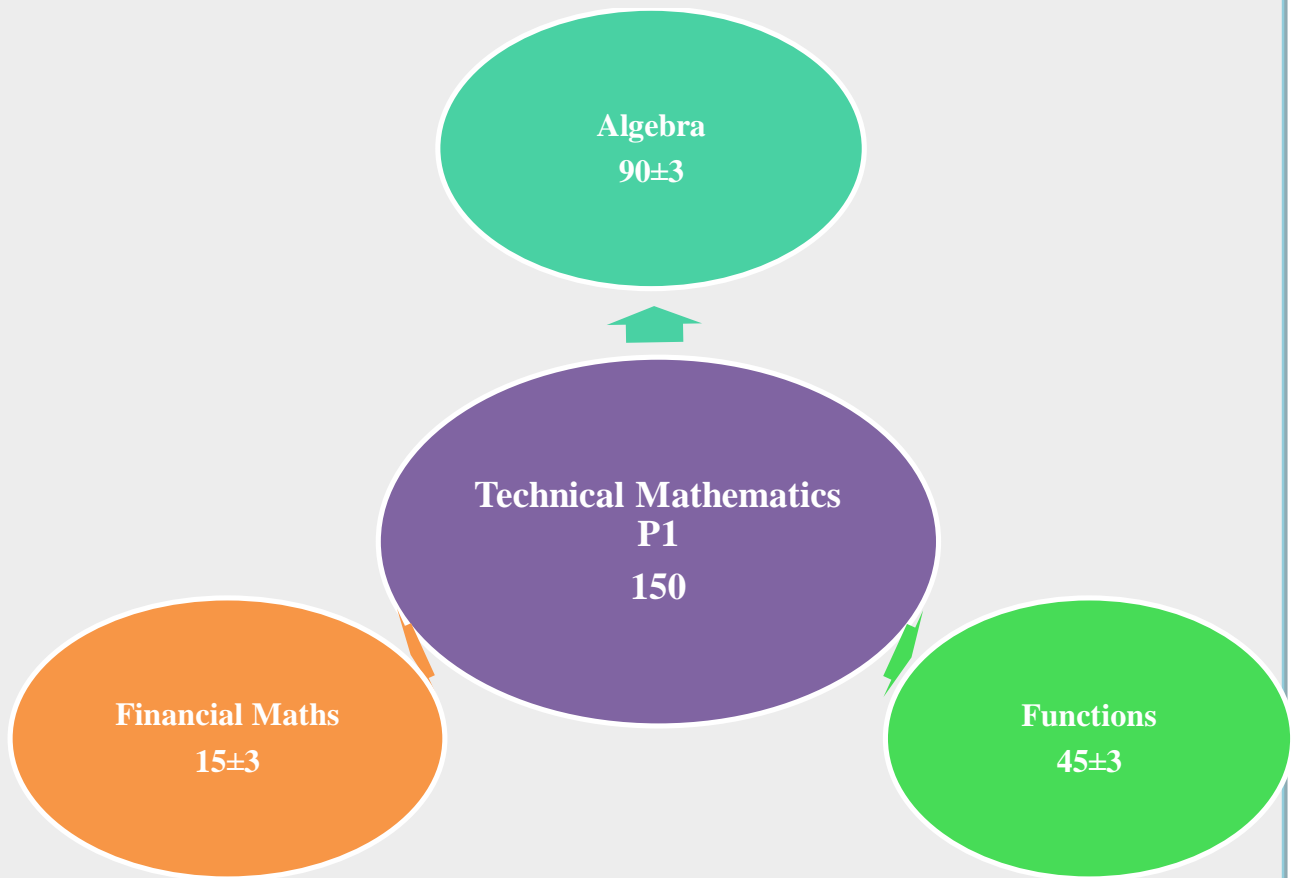 Algebra
90±3
Technical Mathematics
P1
150
Financial Maths
15±3
Functions
45±3